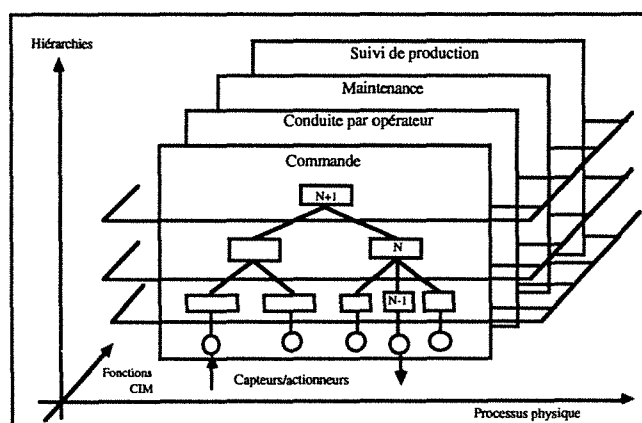 Hiérarchies
Suivi de production
Maintenance
Conduite par opérateur
Commande
N+1
N
N-1
Fonctions
CIM
Capteurs/actionneurs
Processus physique